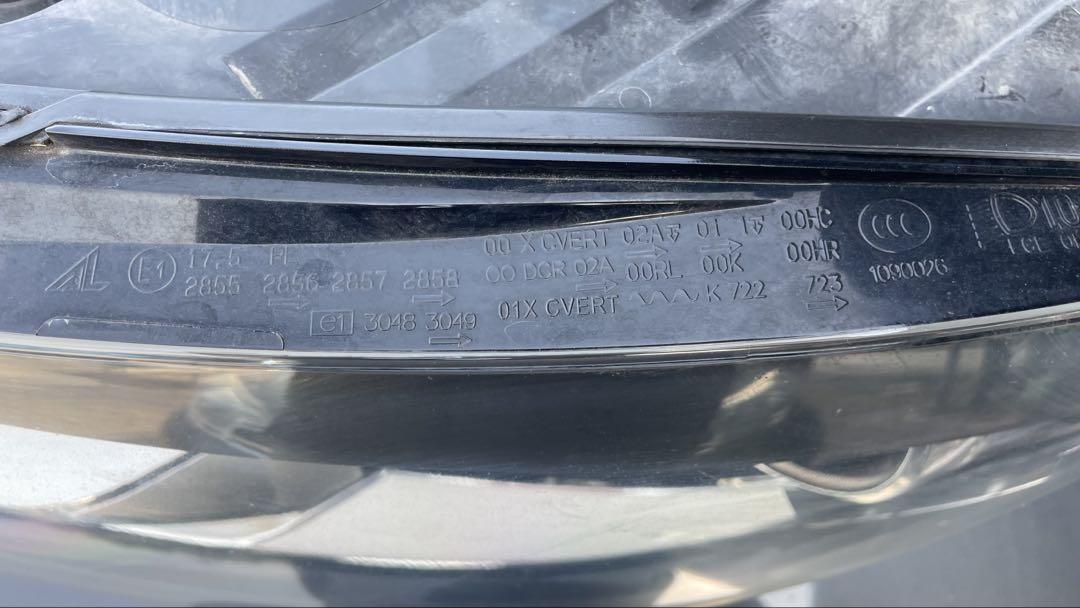 AL E1 17.5 PL 00 X CVERT 02A 01 1 00HC CCC
2855 2856 2857 2858 00 DCR 02A 00RL 00K 00HR 1090026
e1 3048 3049 01X CVERT K 722 723